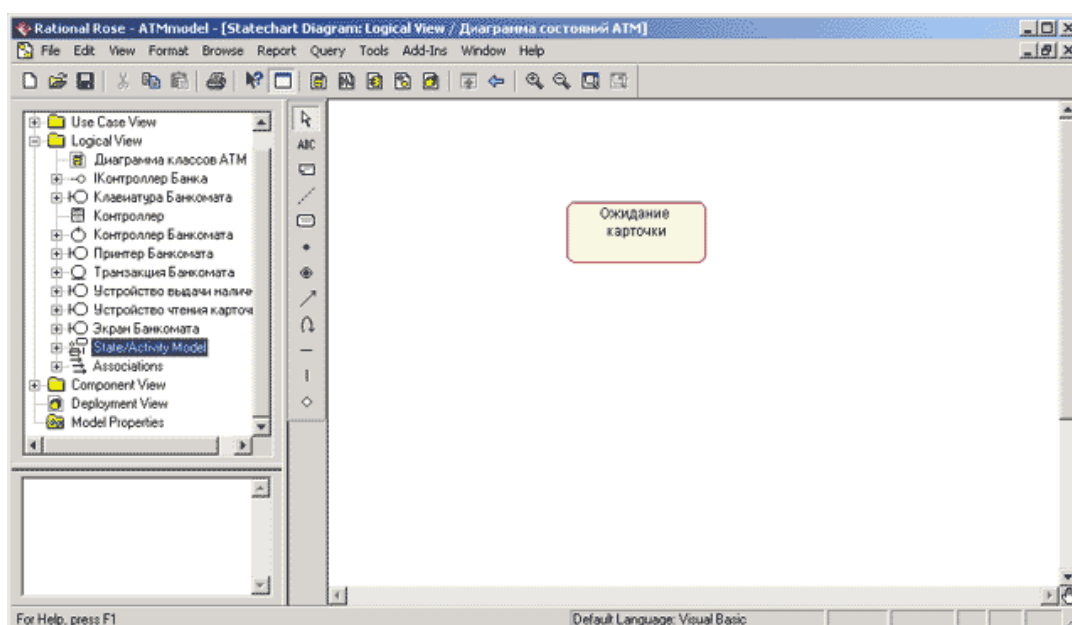 Rational Rose - ATMmodel - [Statechart Diagram: Logical View / Диаграмма состояний ATM]
File Edit View Format Browse Report Query Tools Add-Ins Window Help
Use Case View
Logical View
Диаграмма классов ATM
IКонтроллер Банка
Клавиатура Банкомата
Контроллер
Контроллер Банкомата
Принтер Банкомата
Транзакция Банкомата
Устройство выдачи налич
Устройство чтения карточ
Экран Банкомата
State/Activity Model
Associations
Component View
Deployment View
Model Properties
ABC
Ожидание
карточки
For Help, press F1
Default Language: Visual Basic